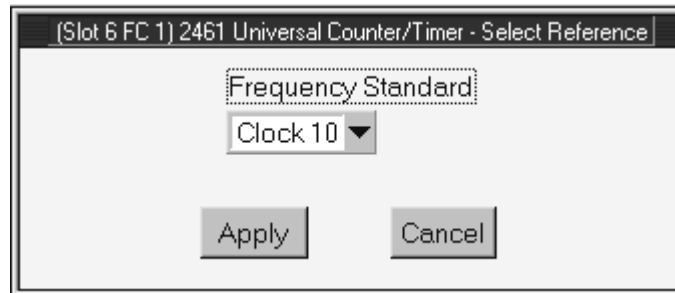 (Slot 6 FC 1) 2461 Universal Counter/Timer - Select Reference
Frequency Standard
Clock 10
Apply Cancel